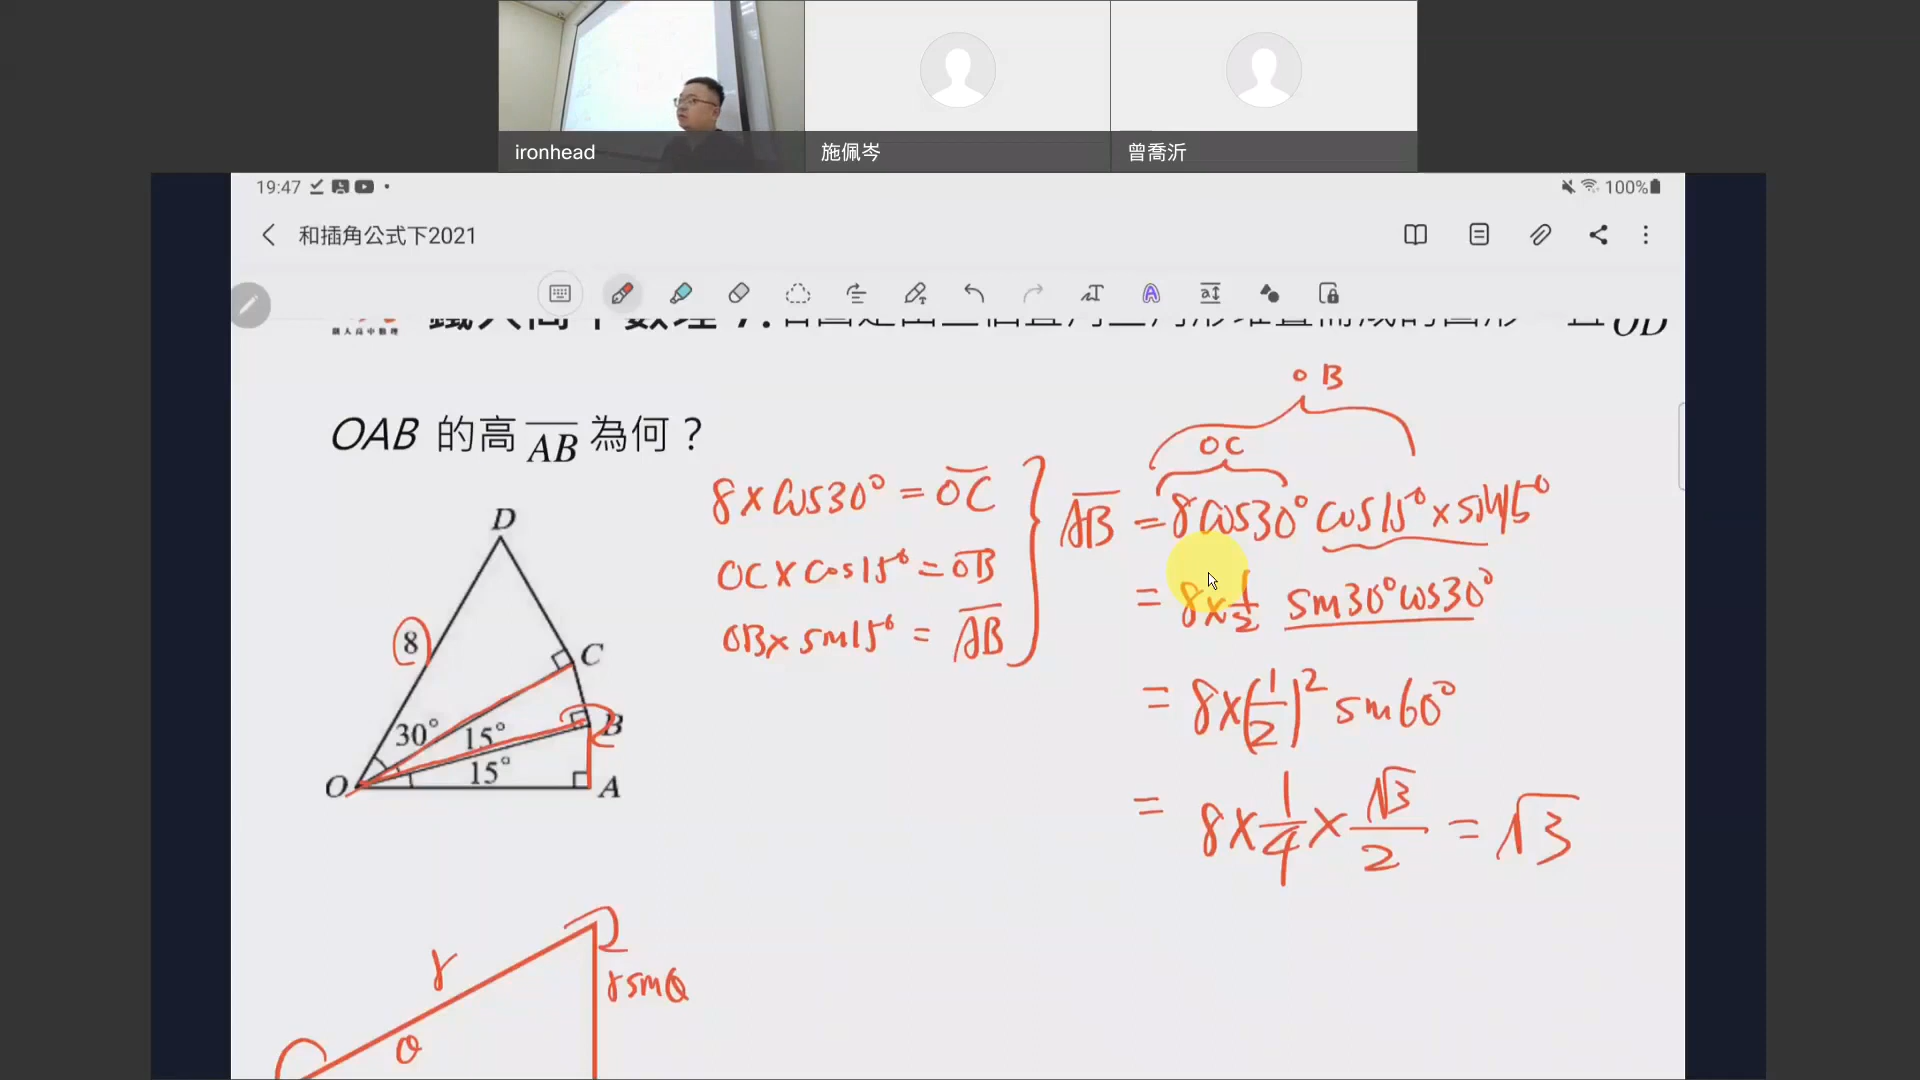 ironhead
施佩岑
曾喬沂
19:47
100%
和插角公式下2021
OAB 的高 AB 為何？
8×cos30° = OC
OC×cos15° = OB
OB×sin15° = AB
OB
OC
AB = 8cos30°cos15°×sin15°
= 8×1/2 sin30°cos30°
= 8×(1/2)² sin60°
= 8×1/4×√3/2 = √3
D
8
C
B
30°
15°
15°
O
A
r
rsinθ
θ